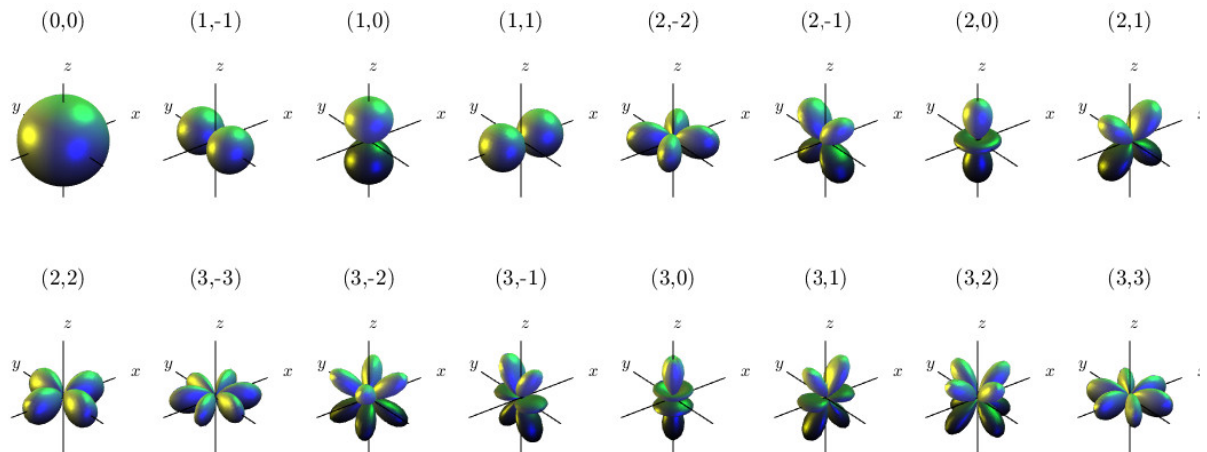 (0,0) (1,-1) (1,0) (1,1) (2,-2) (2,-1) (2,0) (2,1)
z z z z z z z z
y x y x y x y x y x y x y x y x
(2,2) (3,-3) (3,-2) (3,-1) (3,0) (3,1) (3,2) (3,3)
z z z z z z z z
y x y x y x y x y x y x y x y x